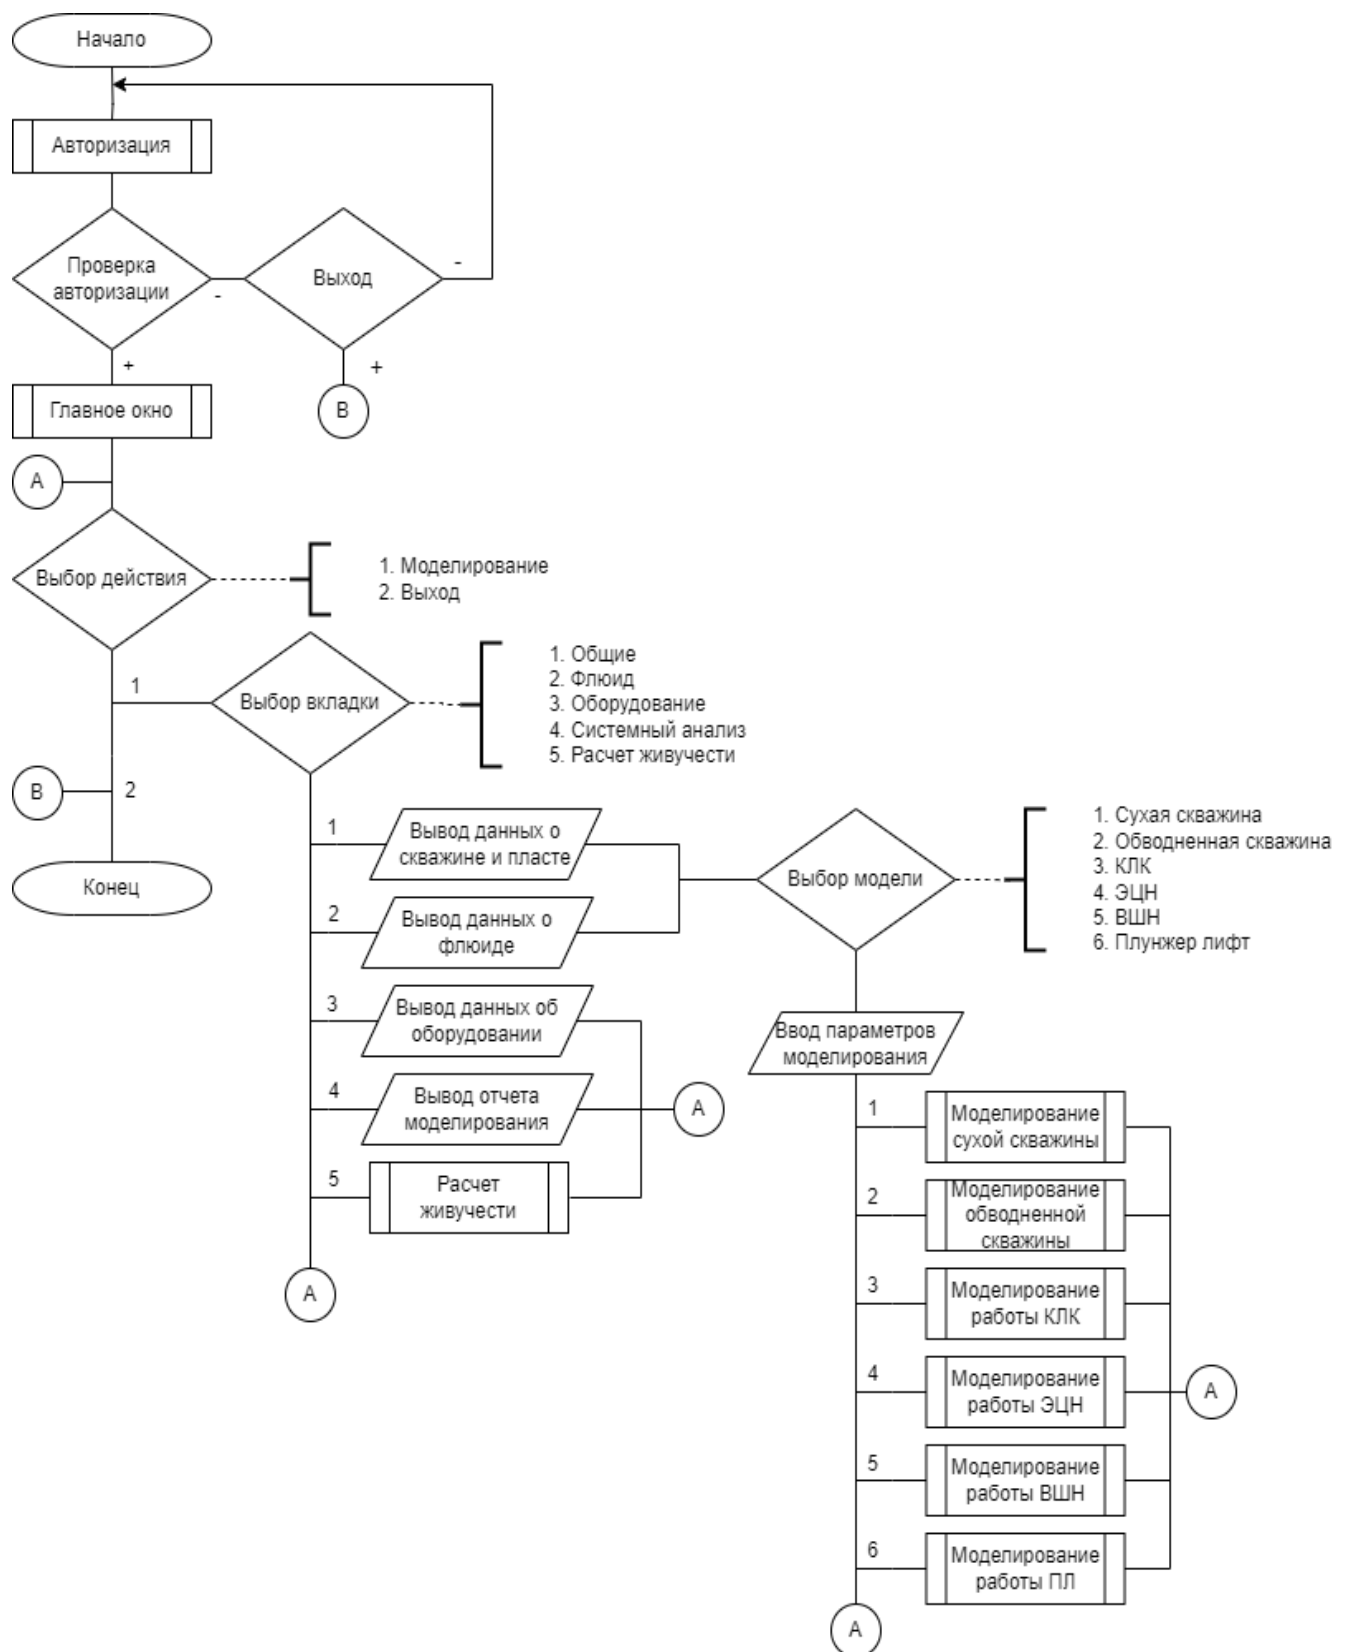 Начало
Авторизация
Проверка
авторизации
-
Выход
-
+
+
B
Главное окно
A
Выбор действия
1. Моделирование
2. Выход
1
Выбор вкладки
1. Общие
2. Флюид
3. Оборудование
4. Системный анализ
5. Расчет живучести
B
2
Конец
1
Вывод данных о
скважине и пласте
2
Вывод данных о
флюиде
3
Вывод данных об
оборудовании
4
Вывод отчета
моделирования
A
5
Расчет
живучести
A
Выбор модели
1. Сухая скважина
2. Обводненная скважина
3. КЛК
4. ЭЦН
5. ВШН
6. Плунжер лифт
Ввод параметров
моделирования
1
Моделирование
сухой скважины
2
Моделирование
обводненной
скважины
3
Моделирование
работы КЛК
4
Моделирование
работы ЭЦН
A
5
Моделирование
работы ВШН
6
Моделирование
работы ПЛ
A